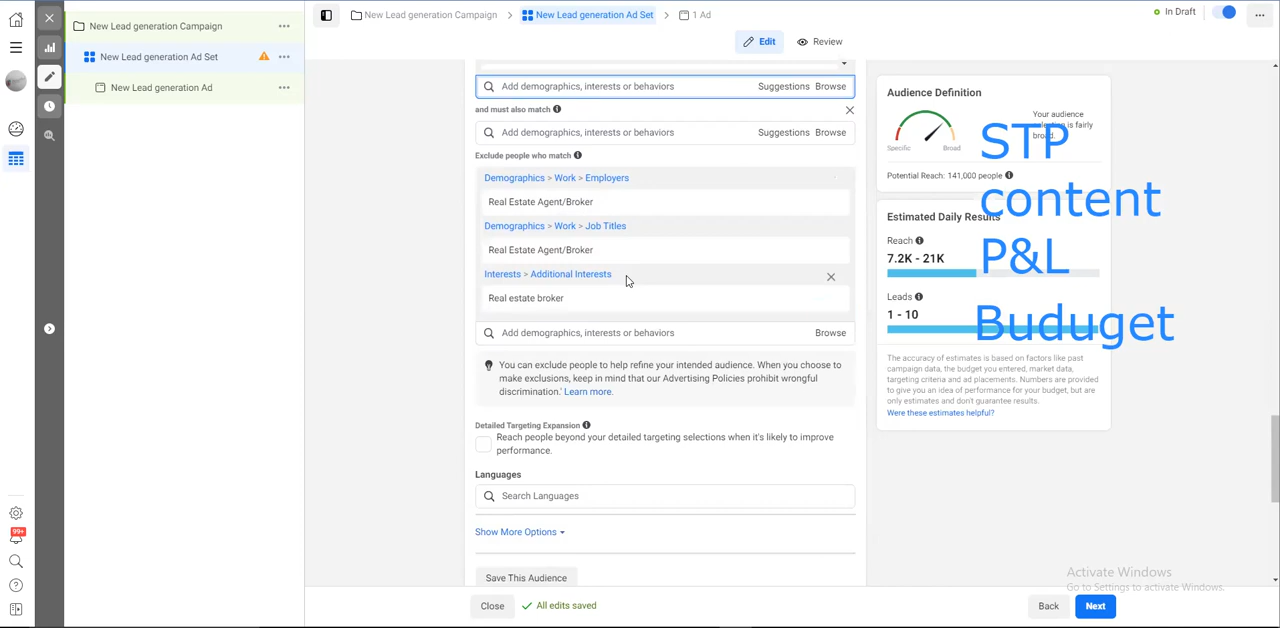 New Lead generation Campaign
New Lead generation Ad Set
New Lead generation Ad
99+
New Lead generation Campaign > New Lead generation Ad Set > 1 Ad
In Draft
Edit
Review
Add demographics, interests or behaviors Suggestions Browse
and must also match
Add demographics, interests or behaviors Suggestions Browse
Exclude people who match
Demographics > Work > Employers
Real Estate Agent/Broker
Demographics > Work > Job Titles
Real Estate Agent/Broker
Interests > Additional Interests
Real estate broker
Add demographics, interests or behaviors Browse
You can exclude people to help refine your intended audience. When you choose to
make exclusions, keep in mind that our Advertising Policies prohibit wrongful
discrimination.' Learn more.
Detailed Targeting Expansion
Reach people beyond your detailed targeting selections when it's likely to improve
performance.
Languages
Search Languages
Show More Options
Save This Audience
Close
All edits saved
Back
Next
Audience Definition
Your audience
is fairly
Specific
Broad
Potential Reach: 141,000 people
Estimated Daily Results
Reach
7.2K - 21K
Leads
1 - 10
The accuracy of estimates is based on factors like past
campaign data, the budget you entered, market data,
targeting criteria and ad placements. Numbers are provided
to give you an idea of performance for your budget, but are
only estimates and don't guarantee results.
Were these estimates helpful?
STP
content
P&L
Buduget
Activate Windows
Go to Settings to activate Windows.